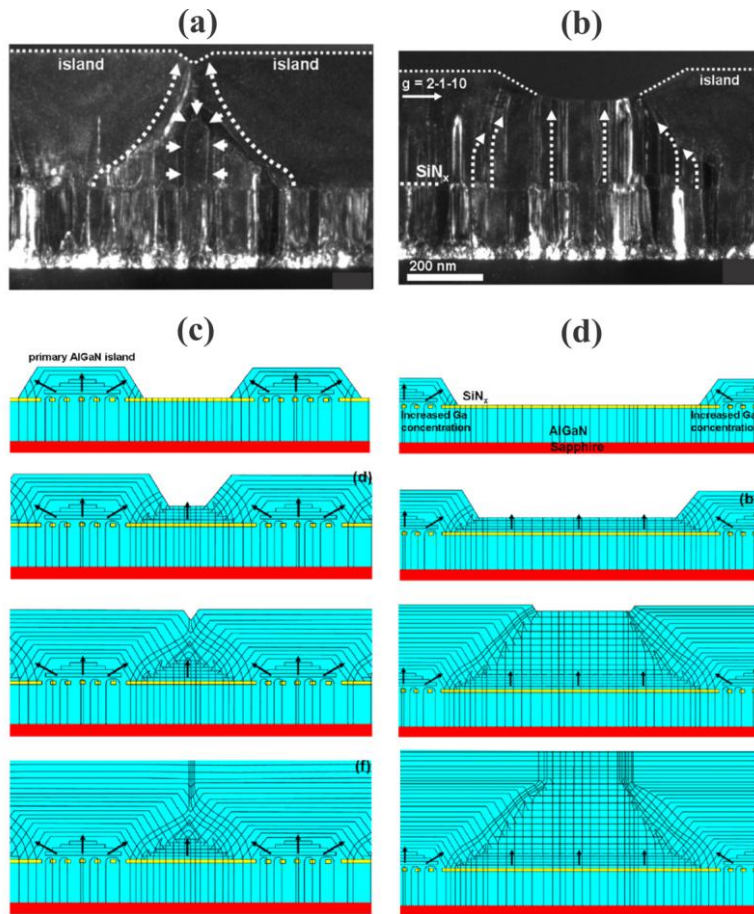 (a)
(b)
island
island
g = 2-1-10
island
SiNx
200 nm
(c)
(d)
primary AlGaN island
SiNx
Increased Ga
concentration
AlGaN
Sapphire
Increased Ga
concentration
(d)
(b
(f)